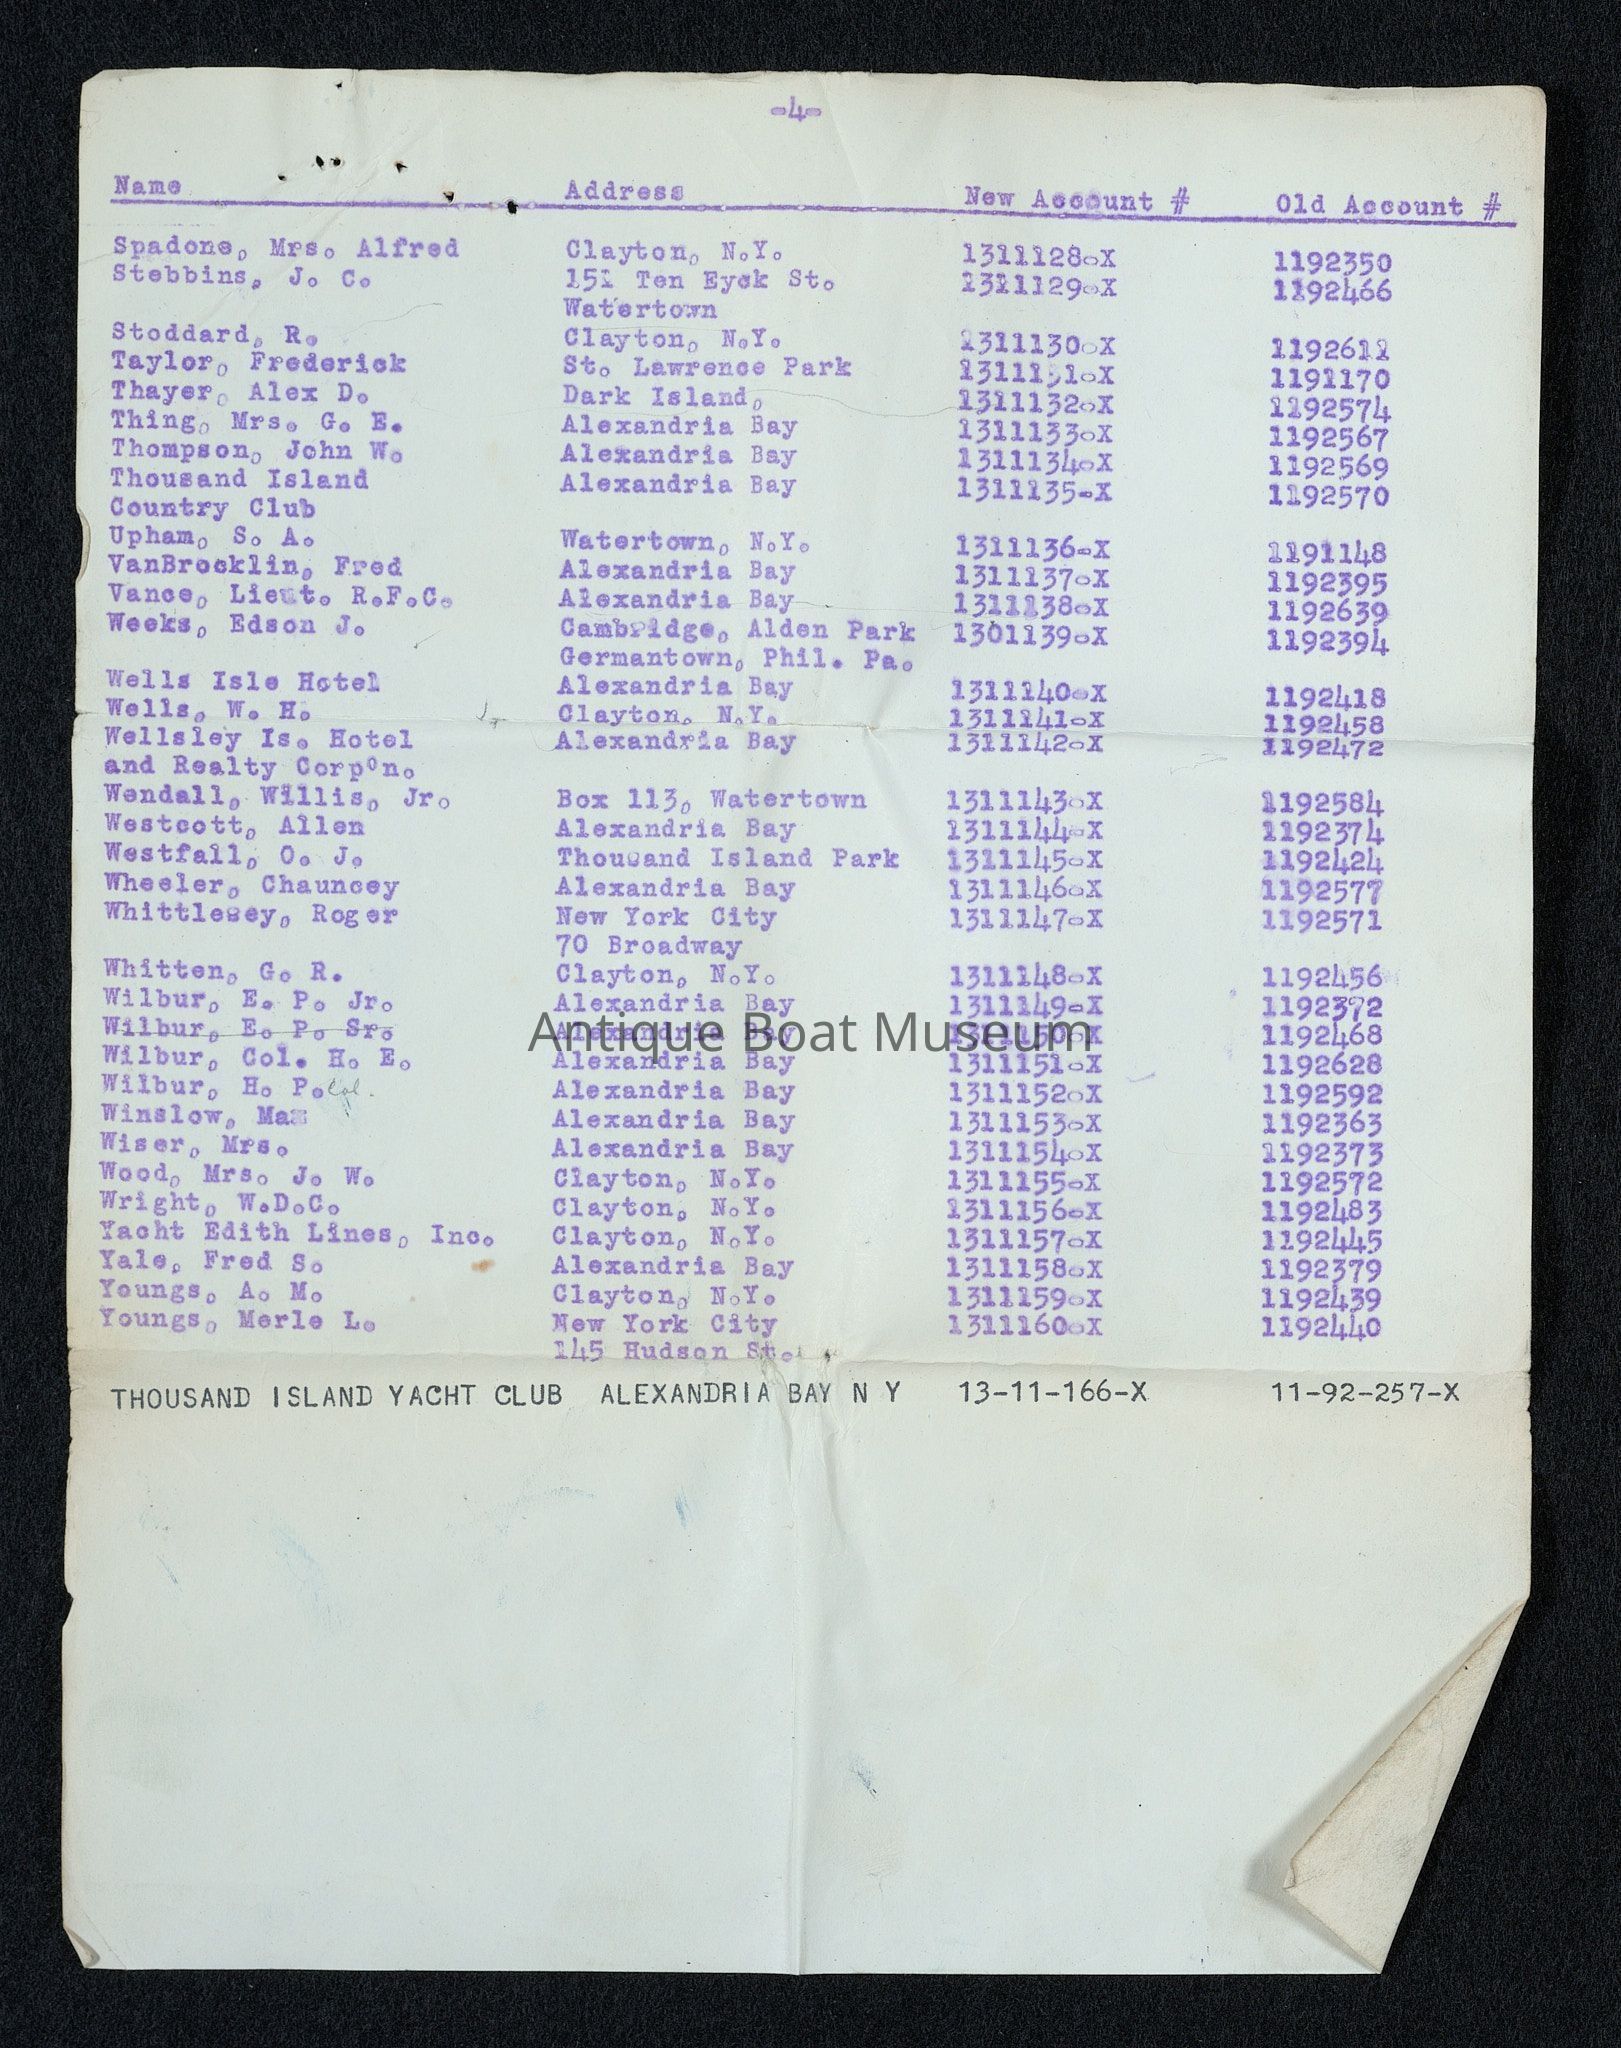 -4-
Name Address New Account # Old Account #
Spadone, Mrs. Alfred Clayton, N.Y. 1311128-X 1192350
Stebbins, J. C. 151 Ten Eyck St. 1311129-X 1192466
Watertown
Stoddard, R. Clayton, N.Y. 1311130-X 1192611
Taylor, Frederick St. Lawrence Park 1311151-X 1191170
Thayer, Alex D. Dark Island, 1311132-X 1192574
Thing, Mrs. G. E. Alexandria Bay 1311133-X 1192567
Thompson, John W. Alexandria Bay 1311134-X 1192569
Thousand Island Alexandria Bay 1311135-X 1192570
Country Club
Upham, S. A. Watertown, N.Y. 1311136-X 1191148
VanBrocklin, Fred Alexandria Bay 1311137-X 1192395
Vance, Lieut. R.F.C. Alexandria Bay 1311138-X 1192639
Weeks, Edson J. Cambridge, Alden Park 1301139-X 1192394
Germantown, Phil. Pa.
Wells Isle Hotel Alexandria Bay 1311140-X 1192418
Wells, W. H. Clayton, N.Y. 1311141-X 1192458
Wellsley Is. Hotel Alexandria Bay 1311142-X 1192472
and Realty Corp'n.
Wendall, Willis, Jr. Box 113, Watertown 1311143-X 1192584
Westcott, Allen Alexandria Bay 1311144-X 1192374
Westfall, O. J. Thousand Island Park 1311145-X 1192424
Wheeler, Chauncey Alexandria Bay 1311146-X 1192577
Whittlesey, Roger New York City 1311147-X 1192571
70 Broadway
Whitten, G. R. Clayton, N.Y. 1311148-X 1192456
Wilbur, E. P. Jr. Alexandria Bay 1311149-X 1192372
Wilbur, E. P. Sr. Alexandria Bay 1311150-X 1192468
Antique Boat Museum
Wilbur, Col. H. E. Alexandria Bay 1311151-X 1192628
Wilbur, H. P. Col. Alexandria Bay 1311152-X 1192592
Winslow, Max Alexandria Bay 1311153-X 1192363
Wiser, Mrs. Alexandria Bay 1311154-X 1192373
Wood, Mrs. J. W. Clayton, N.Y. 1311155-X 1192572
Wright, W.D.C. Clayton, N.Y. 1311156-X 1192483
Yacht Edith Lines, Inc. Clayton, N.Y. 1311157-X 1192445
Yale, Fred S. Alexandria Bay 1311158-X 1192379
Youngs, A. M. Clayton, N.Y. 1311159-X 1192439
Youngs, Merle L. New York City 1311160-X 1192440
145 Hudson St.
THOUSAND ISLAND YACHT CLUB ALEXANDRIA BAY N Y 13-11-166-X 11-92-257-X